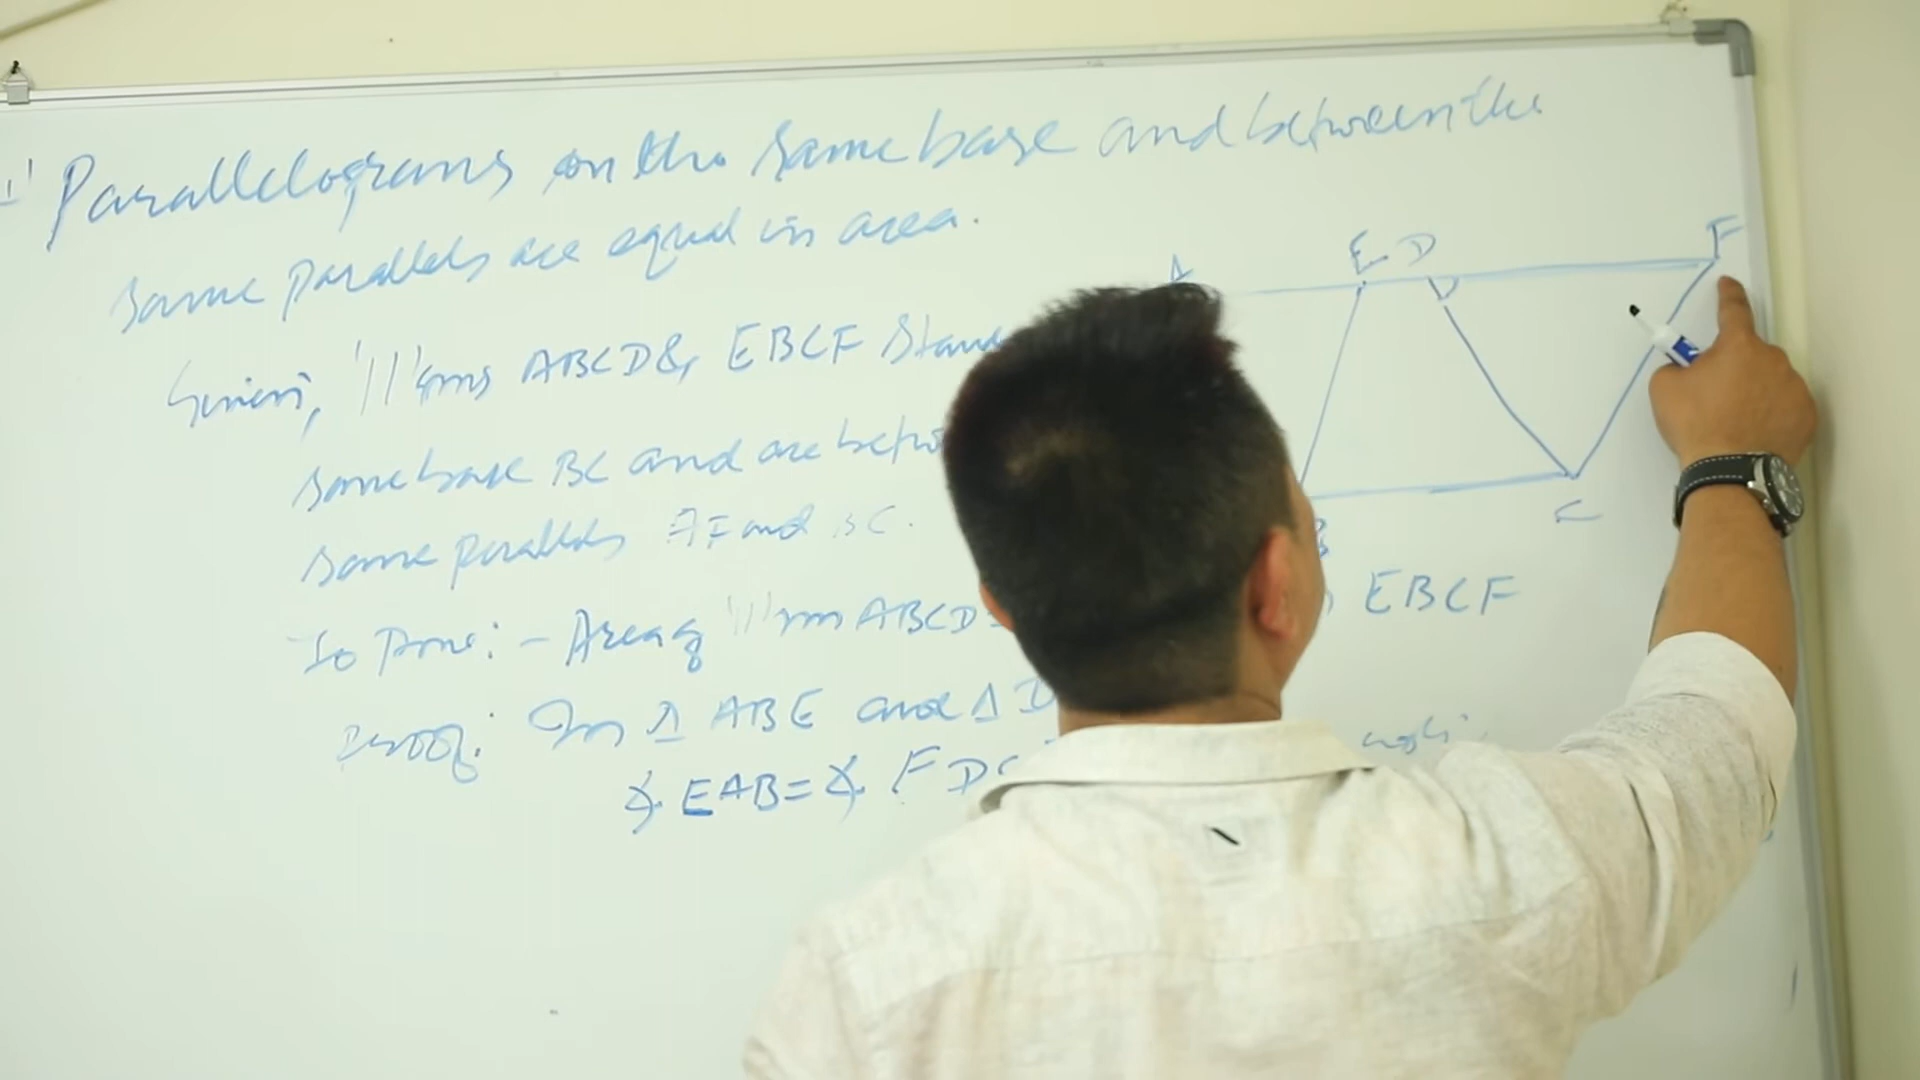 Parallelograms on the same base and between the
same parallels are equal in area.
A E D F
Given, '||'gms ABCD & EBCF Stan
same base BC and are betw
same parallels AF and BC.
B C
To Prove: - Area of '||'gm ABCD = EBCF
Proof: In Δ ABE and Δ D
∡ EAB = ∡ FDC